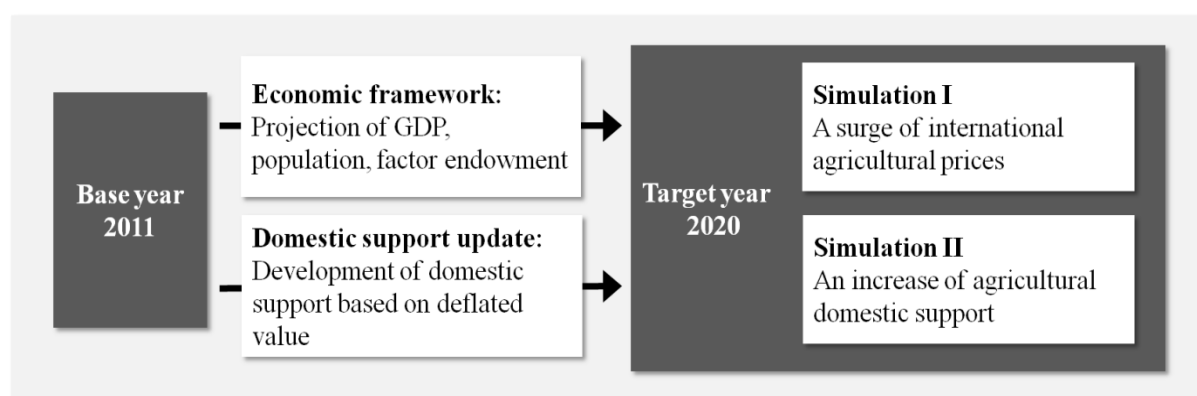 Base year
2011
Economic framework:
Projection of GDP,
population, factor endowment
Domestic support update:
Development of domestic
support based on deflated
value
Target year
2020
Simulation I
A surge of international
agricultural prices
Simulation II
An increase of agricultural
domestic support